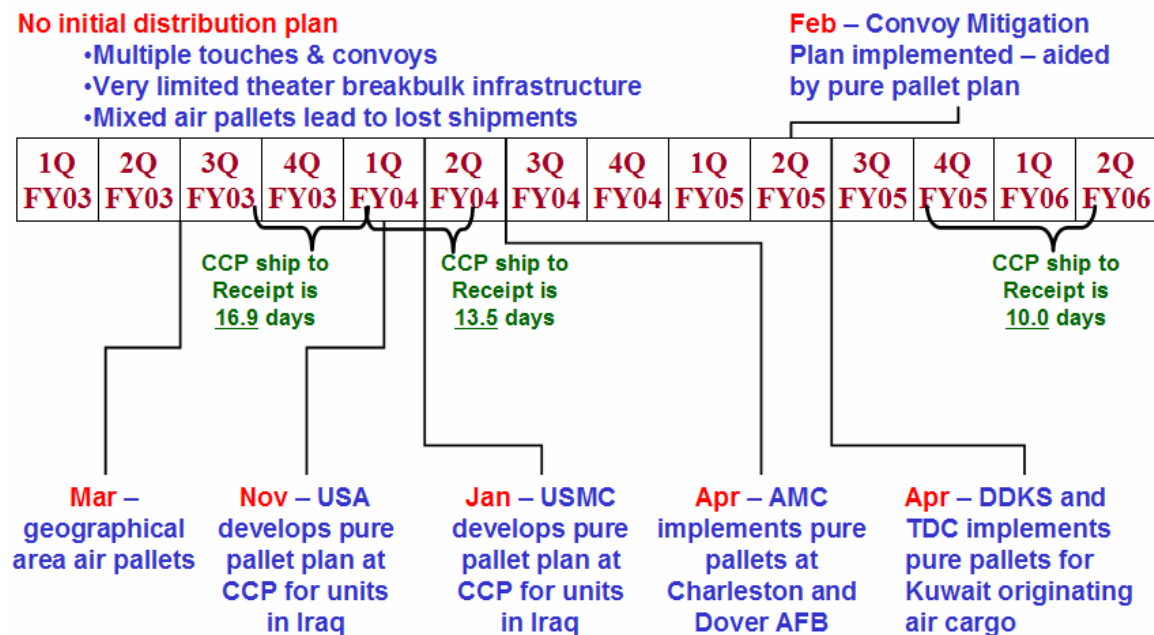 No initial distribution plan
•Multiple touches & convoys
•Very limited theater breakbulk infrastructure
•Mixed air pallets lead to lost shipments
Feb – Convoy Mitigation
Plan implemented – aided
by pure pallet plan
1Q
FY03
2Q
FY03
3Q
FY03
4Q
FY03
1Q
FY04
2Q
FY04
3Q
FY04
4Q
FY04
1Q
FY05
2Q
FY05
3Q
FY05
4Q
FY05
1Q
FY06
2Q
FY06
CCP ship to
Receipt is
16.9 days
CCP ship to
Receipt is
13.5 days
CCP ship to
Receipt is
10.0 days
Mar –
geographical
area air pallets
Nov – USA
develops pure
pallet plan at
CCP for units
in Iraq
Jan – USMC
develops pure
pallet plan at
CCP for units
in Iraq
Apr – AMC
implements pure
pallets at
Charleston and
Dover AFB
Apr – DDKS and
TDC implements
pure pallets for
Kuwait originating
air cargo